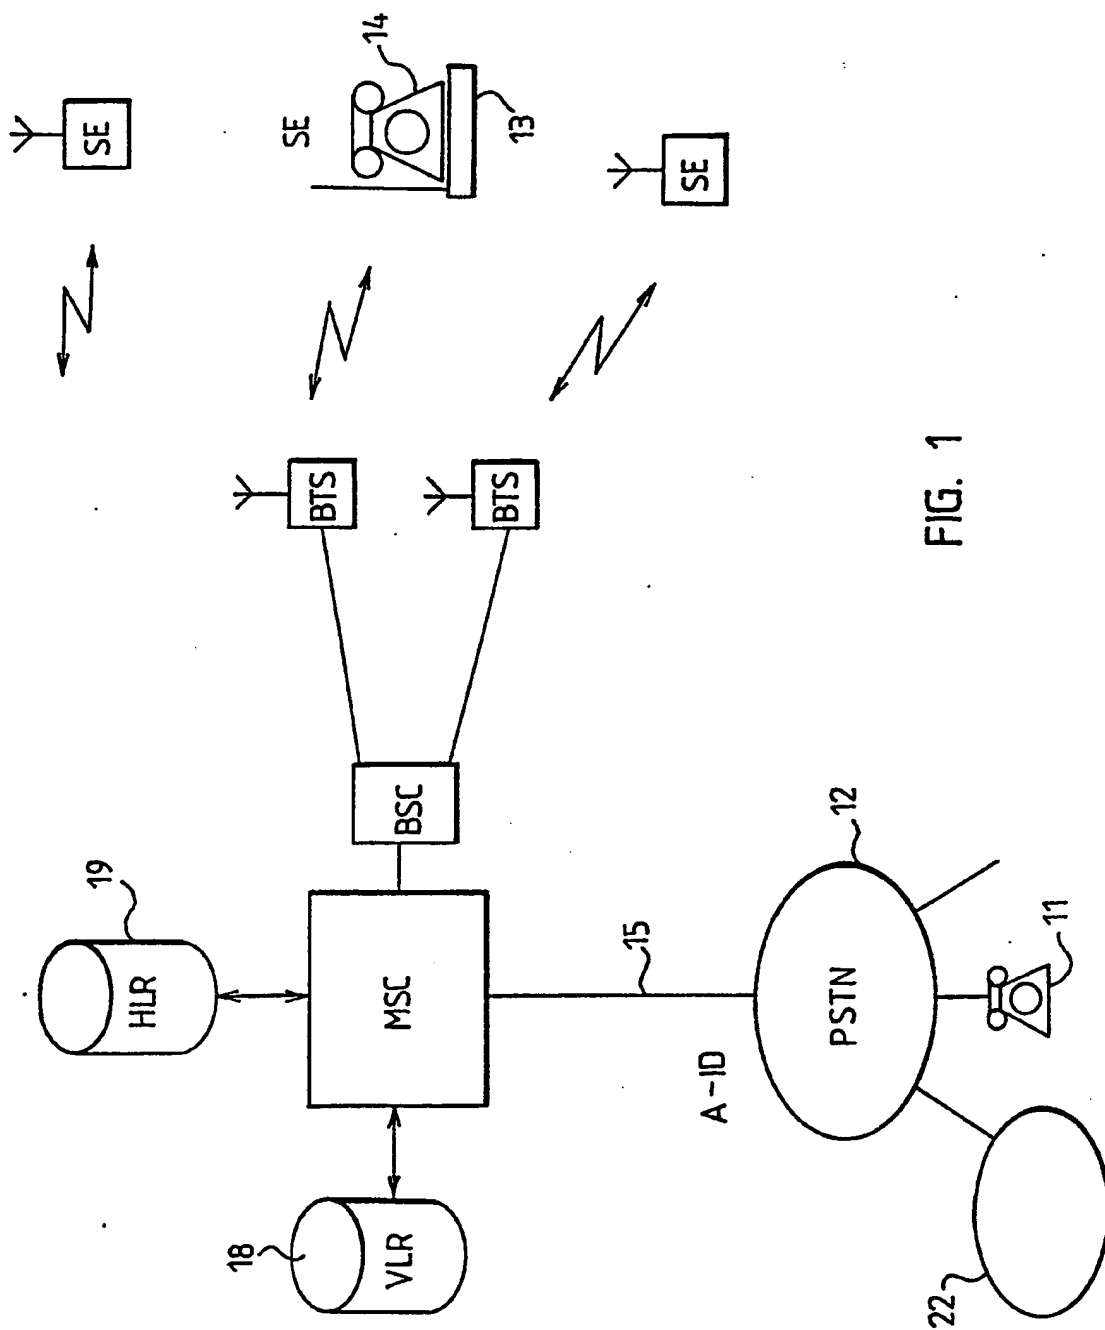 19
SE
HLR
18
SE
BTS
14
VLR
MSC
BSC
BTS
13
15
SE
A-ID
PSTN
12
22
FIG. 1
11